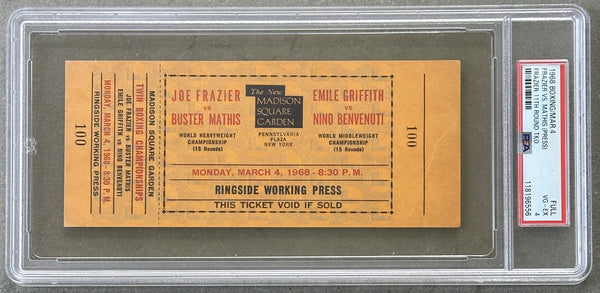 100
MADISON SQUARE GARDEN
TWIN BOXING CHAMPIONSHIPS
JOE FRAZIER vs BUSTER MATHIS
EMILE GRIFFITH vs NINO BENVENUTI
MONDAY, MARCH 4, 1968-8:30 P.M.
RINGSIDE WORKING PRESS
JOE FRAZIER
VS
BUSTER MATHIS
WORLD HEAVYWEIGHT
CHAMPIONSHIP
(15 Rounds)
The New
MADISON
SQUARE
GARDEN
PENNSYLVANIA
PLAZA
NEW YORK
EMILE GRIFFITH
VS
NINO BENVENUTI
WORLD MIDDLEWEIGHT
CHAMPIONSHIP
(15 Rounds)
MONDAY, MARCH 4, 1968 - 8:30 P. M.
RINGSIDE WORKING PRESS
THIS TICKET VOID IF SOLD
100
1968 BOXING/MAR 4
FRAZIER VS. MATHIS (PRESS)
FRAZIER 11TH ROUND TKO
FULL
VG-EX
4
PSA
118196556